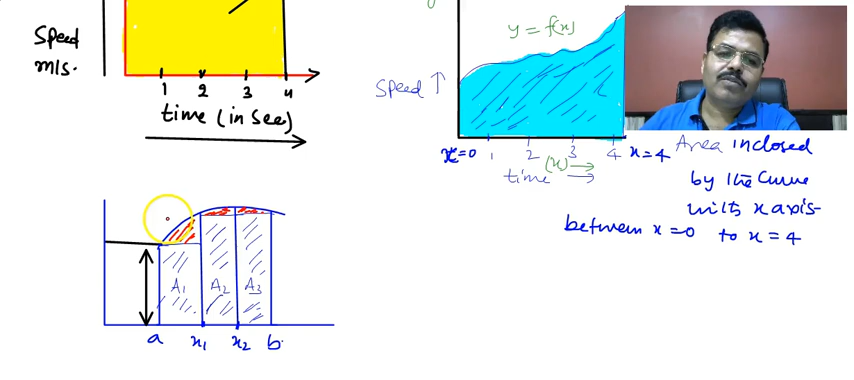 Speed
m/s.
1 2 3 4
time (in sec)
y = f(x)
Speed ↑
x=0 1 2 3 4 x=4
(x) →
time →
Area inclosed
by the curve
with x axis
between x=0 to x=4
A1 A2 A3
a x1 x2 b